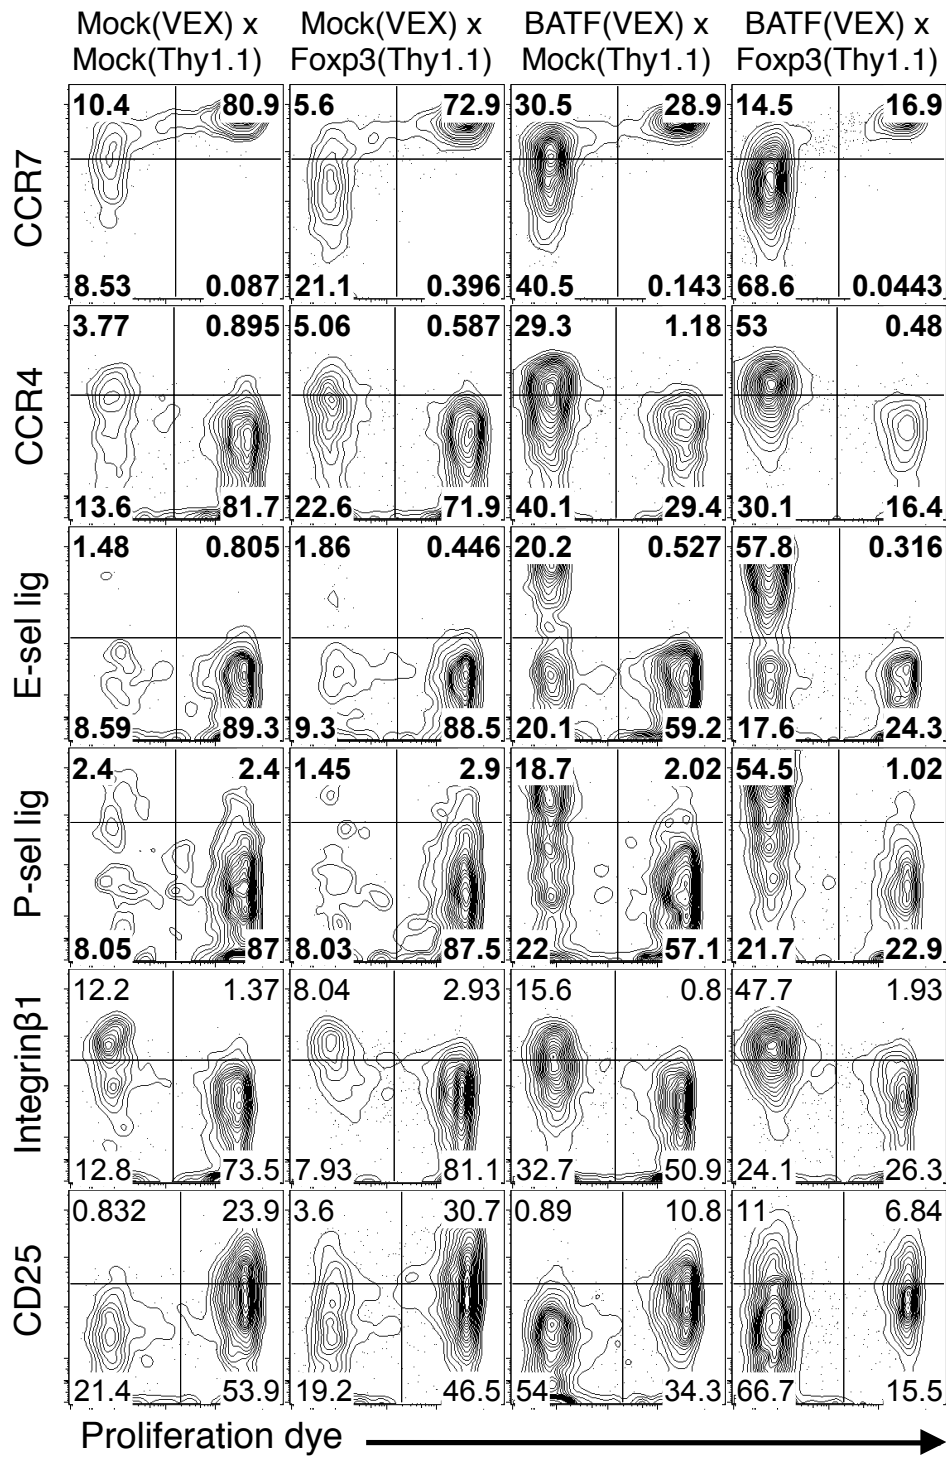 Mock(VEX) x Mock(VEX) x BATF(VEX) x BATF(VEX) x
Mock(Thy1.1) Foxp3(Thy1.1) Mock(Thy1.1) Foxp3(Thy1.1)
10.4 80.9 5.6 72.9 30.5 28.9 14.5 16.9
CCR7
8.53 0.087 21.1 0.396 40.5 0.143 68.6 0.0443
3.77 0.895 5.06 0.587 29.3 1.18 53 0.48
CCR4
13.6 81.7 22.6 71.9 40.1 29.4 30.1 16.4
1.48 0.805 1.86 0.446 20.2 0.527 57.8 0.316
E-sel lig
8.59 89.3 9.3 88.5 20.1 59.2 17.6 24.3
2.4 2.4 1.45 2.9 18.7 2.02 54.5 1.02
P-sel lig
8.05 87 8.03 87.5 22 57.1 21.7 22.9
12.2 1.37 8.04 2.93 15.6 0.8 47.7 1.93
Integrinβ1
12.8 73.5 7.93 81.1 32.7 50.9 24.1 26.3
0.832 23.9 3.6 30.7 0.89 10.8 11 6.84
CD25
21.4 53.9 19.2 46.5 54 34.3 66.7 15.5
Proliferation dye